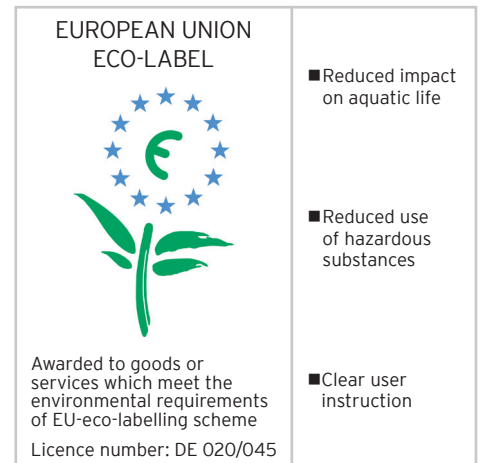 EUROPEAN UNION
ECO-LABEL
Є
Awarded to goods or
services which meet the
environmental requirements
of EU-eco-labelling scheme
Licence number: DE 020/045
■Reduced impact
on aquatic life
■Reduced use
of hazardous
substances
■Clear user
instruction